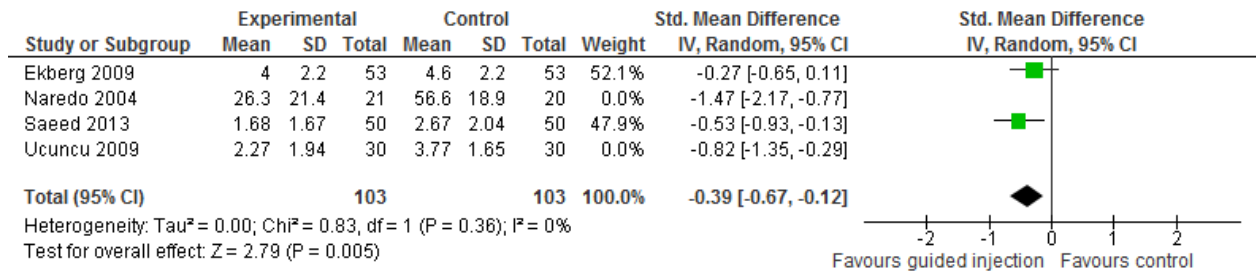 Experimental Control Std. Mean Difference Std. Mean Difference
Study or Subgroup Mean SD Total Mean SD Total Weight IV, Random, 95% CI IV, Random, 95% CI
Ekberg 2009 4 2.2 53 4.6 2.2 53 52.1% -0.27 [-0.65, 0.11]
Naredo 2004 26.3 21.4 21 56.6 18.9 20 0.0% -1.47 [-2.17, -0.77]
Saeed 2013 1.68 1.67 50 2.67 2.04 50 47.9% -0.53 [-0.93, -0.13]
Ucuncu 2009 2.27 1.94 30 3.77 1.65 30 0.0% -0.82 [-1.35, -0.29]
Total (95% CI) 103 103 100.0% -0.39 [-0.67, -0.12]
Heterogeneity: Tau² = 0.00; Chi² = 0.83, df = 1 (P = 0.36); I² = 0%
Test for overall effect: Z = 2.79 (P = 0.005)
-2 -1 0 1 2
Favours guided injection Favours control